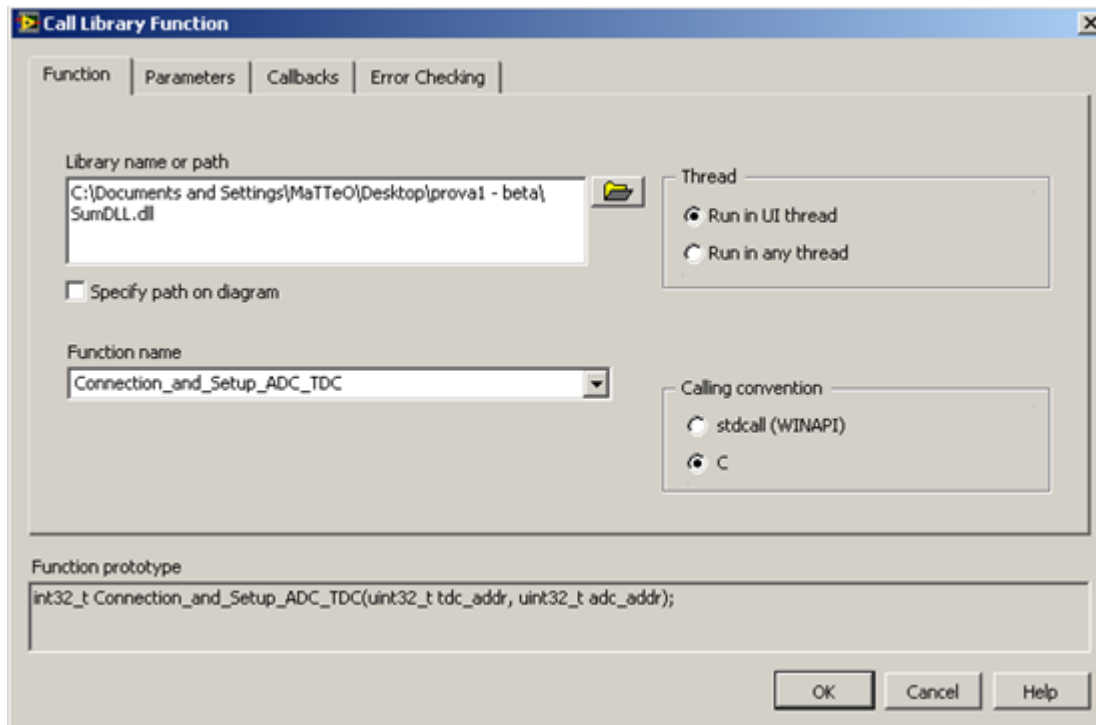 Call Library Function
Function Parameters Callbacks Error Checking
Library name or path
C:\Documents and Settings\MaTTeO\Desktop\prova1 - beta\
SumDLL.dll
Specify path on diagram
Thread
Run in UI thread
Run in any thread
Function name
Connection_and_Setup_ADC_TDC
Calling convention
stdcall (WINAPI)
C
Function prototype
int32_t Connection_and_Setup_ADC_TDC(uint32_t tdc_addr, uint32_t adc_addr);
OK Cancel Help